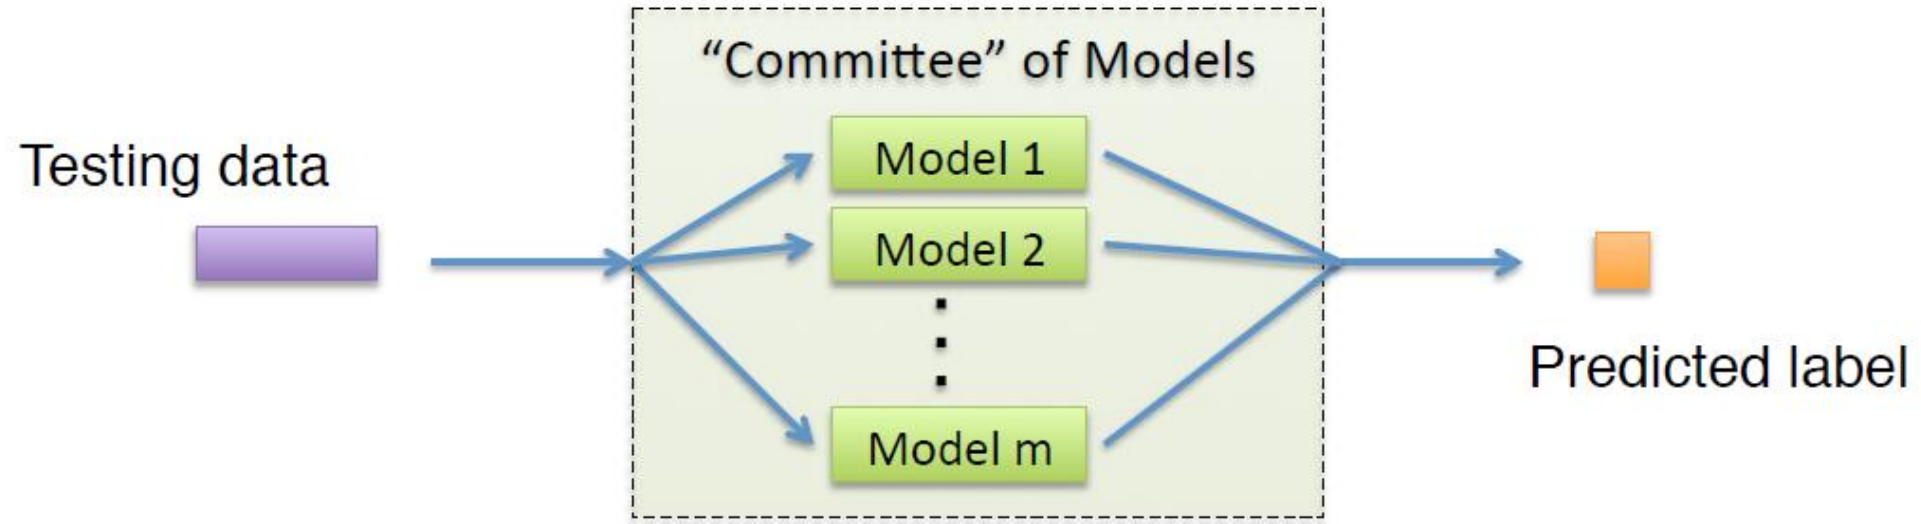 “Committee” of Models
Testing data
Model 1
Model 2
Model m
Predicted label